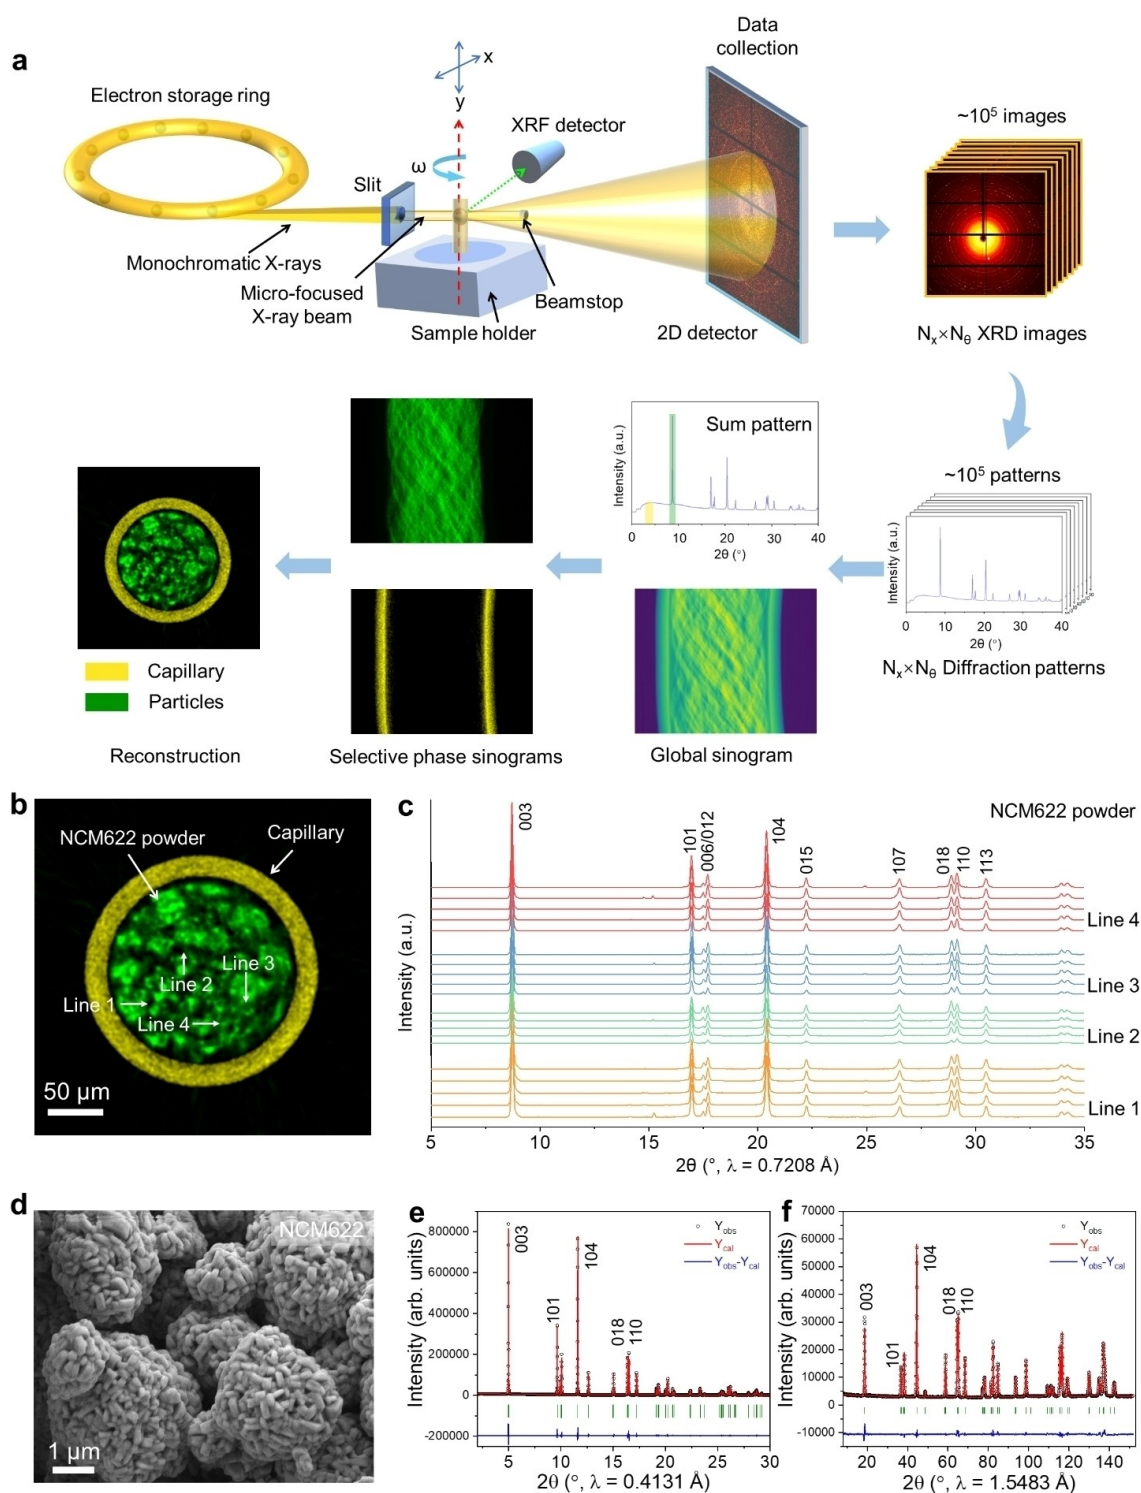 a
Data
collection
x
y
Electron storage ring
XRF detector
~10⁵ images
ω
Slit
Monochromatic X-rays
Micro-focused
X-ray beam
Beamstop
Sample holder
2D detector
Nₓ×N_θ XRD images
Sum pattern
Intensity (a.u.)
0 10 20 30 40
2θ (°)
~10⁵ patterns
Intensity (a.u.)
0 10 20 30 40
2θ (°)
Nₓ×N_θ Diffraction patterns
Capillary
Particles
Reconstruction
Selective phase sinograms
Global sinogram
b
NCM622 powder
Capillary
Line 3
Line 2
Line 1
Line 4
50 µm
c
NCM622 powder
003
101
006/012
104
015
107
018
110
113
Line 4
Line 3
Line 2
Line 1
Intensity (a.u.)
5 10 15 20 25 30 35
2θ (°, λ = 0.7208 Å)
d
NCM622
1 µm
e
Y_obs
Y_cal
Y_obs-Y_cal
003
101
104
018
110
Intensity (arb. units)
800000
600000
400000
200000
0
-200000
5 10 15 20 25 30
2θ (°, λ = 0.4131 Å)
f
Y_obs
Y_cal
Y_obs-Y_cal
003
101
104
018
110
Intensity (arb. units)
70000
60000
50000
40000
30000
20000
10000
0
-10000
20 40 60 80 100 120 140
2θ (°, λ = 1.5483 Å)